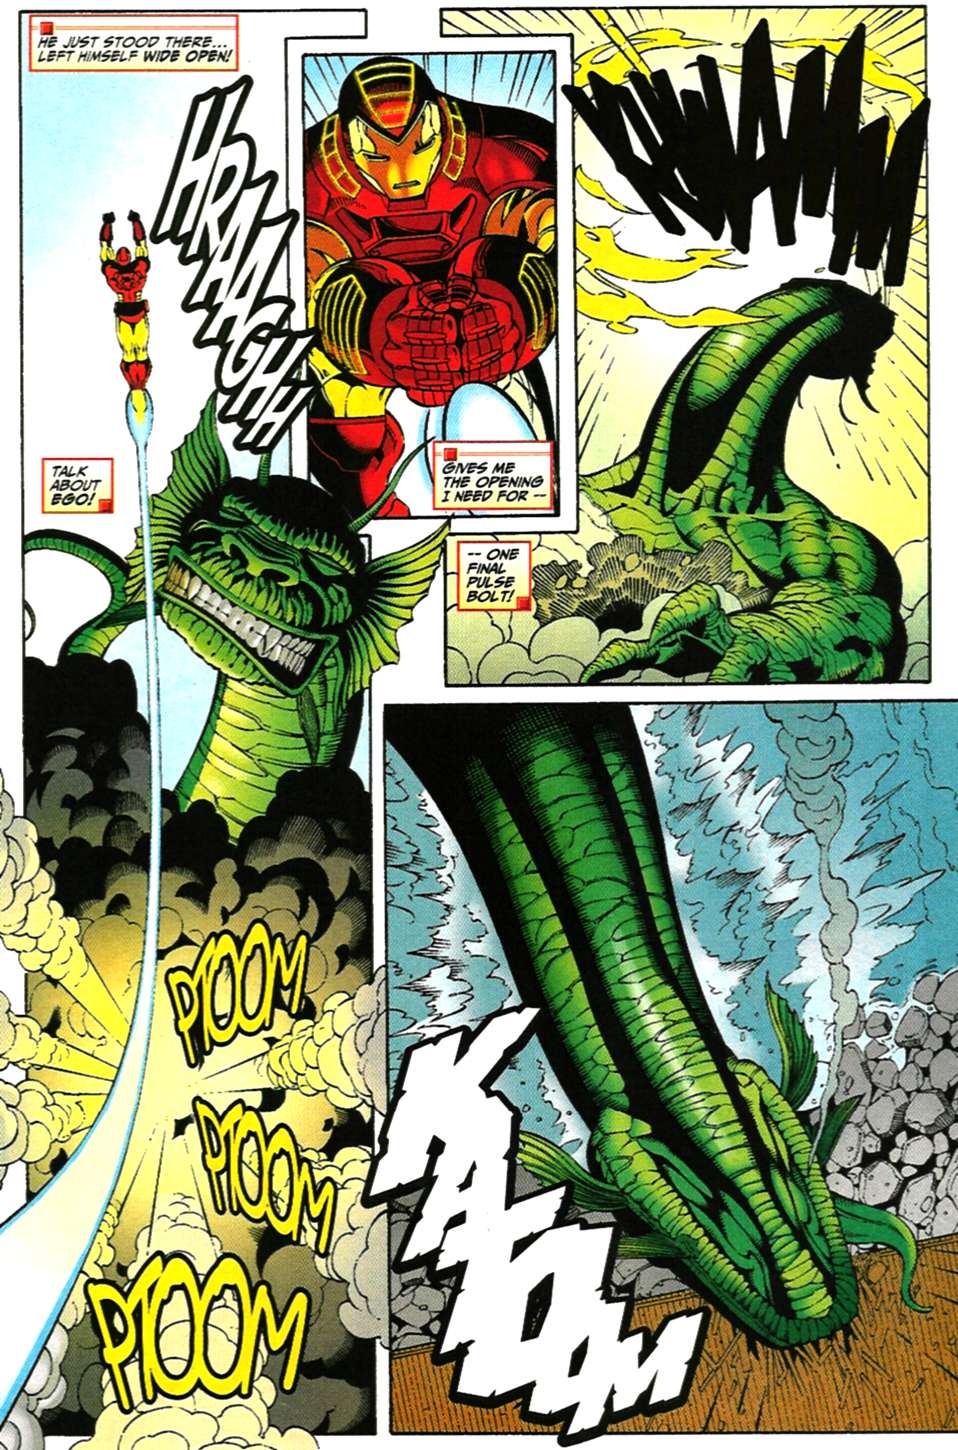 HE JUST STOOD THERE...
LEFT HIMSELF WIDE OPEN!
HRAAAGHH
TALK
ABOUT
EGO!
PTOOM
PTOOM
PTOOM
GIVES ME
THE OPENING
I NEED FOR --
-- ONE
FINAL
PULSE
BOLT!
KA-TOOM